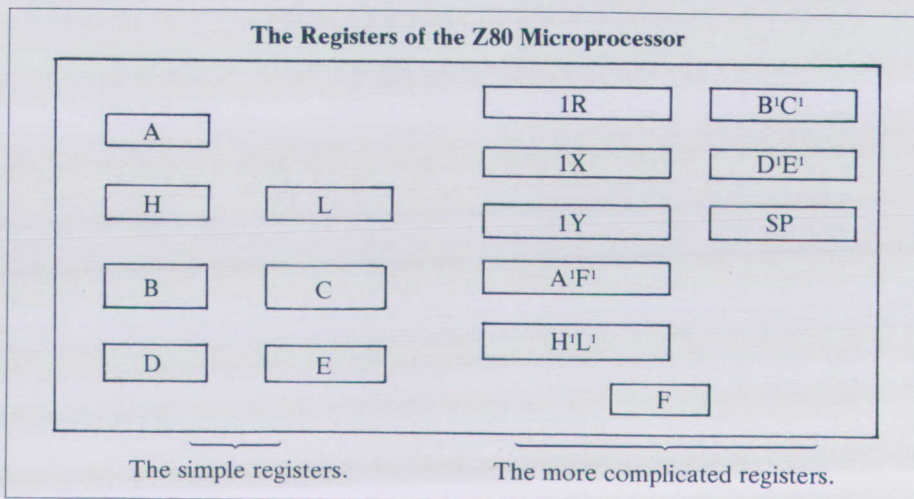 The Registers of the Z80 Microprocessor
A
H L
B C
D E
1R B¹C¹
1X D¹E¹
1Y SP
A¹F¹
H¹L¹
F
The simple registers.
The more complicated registers.